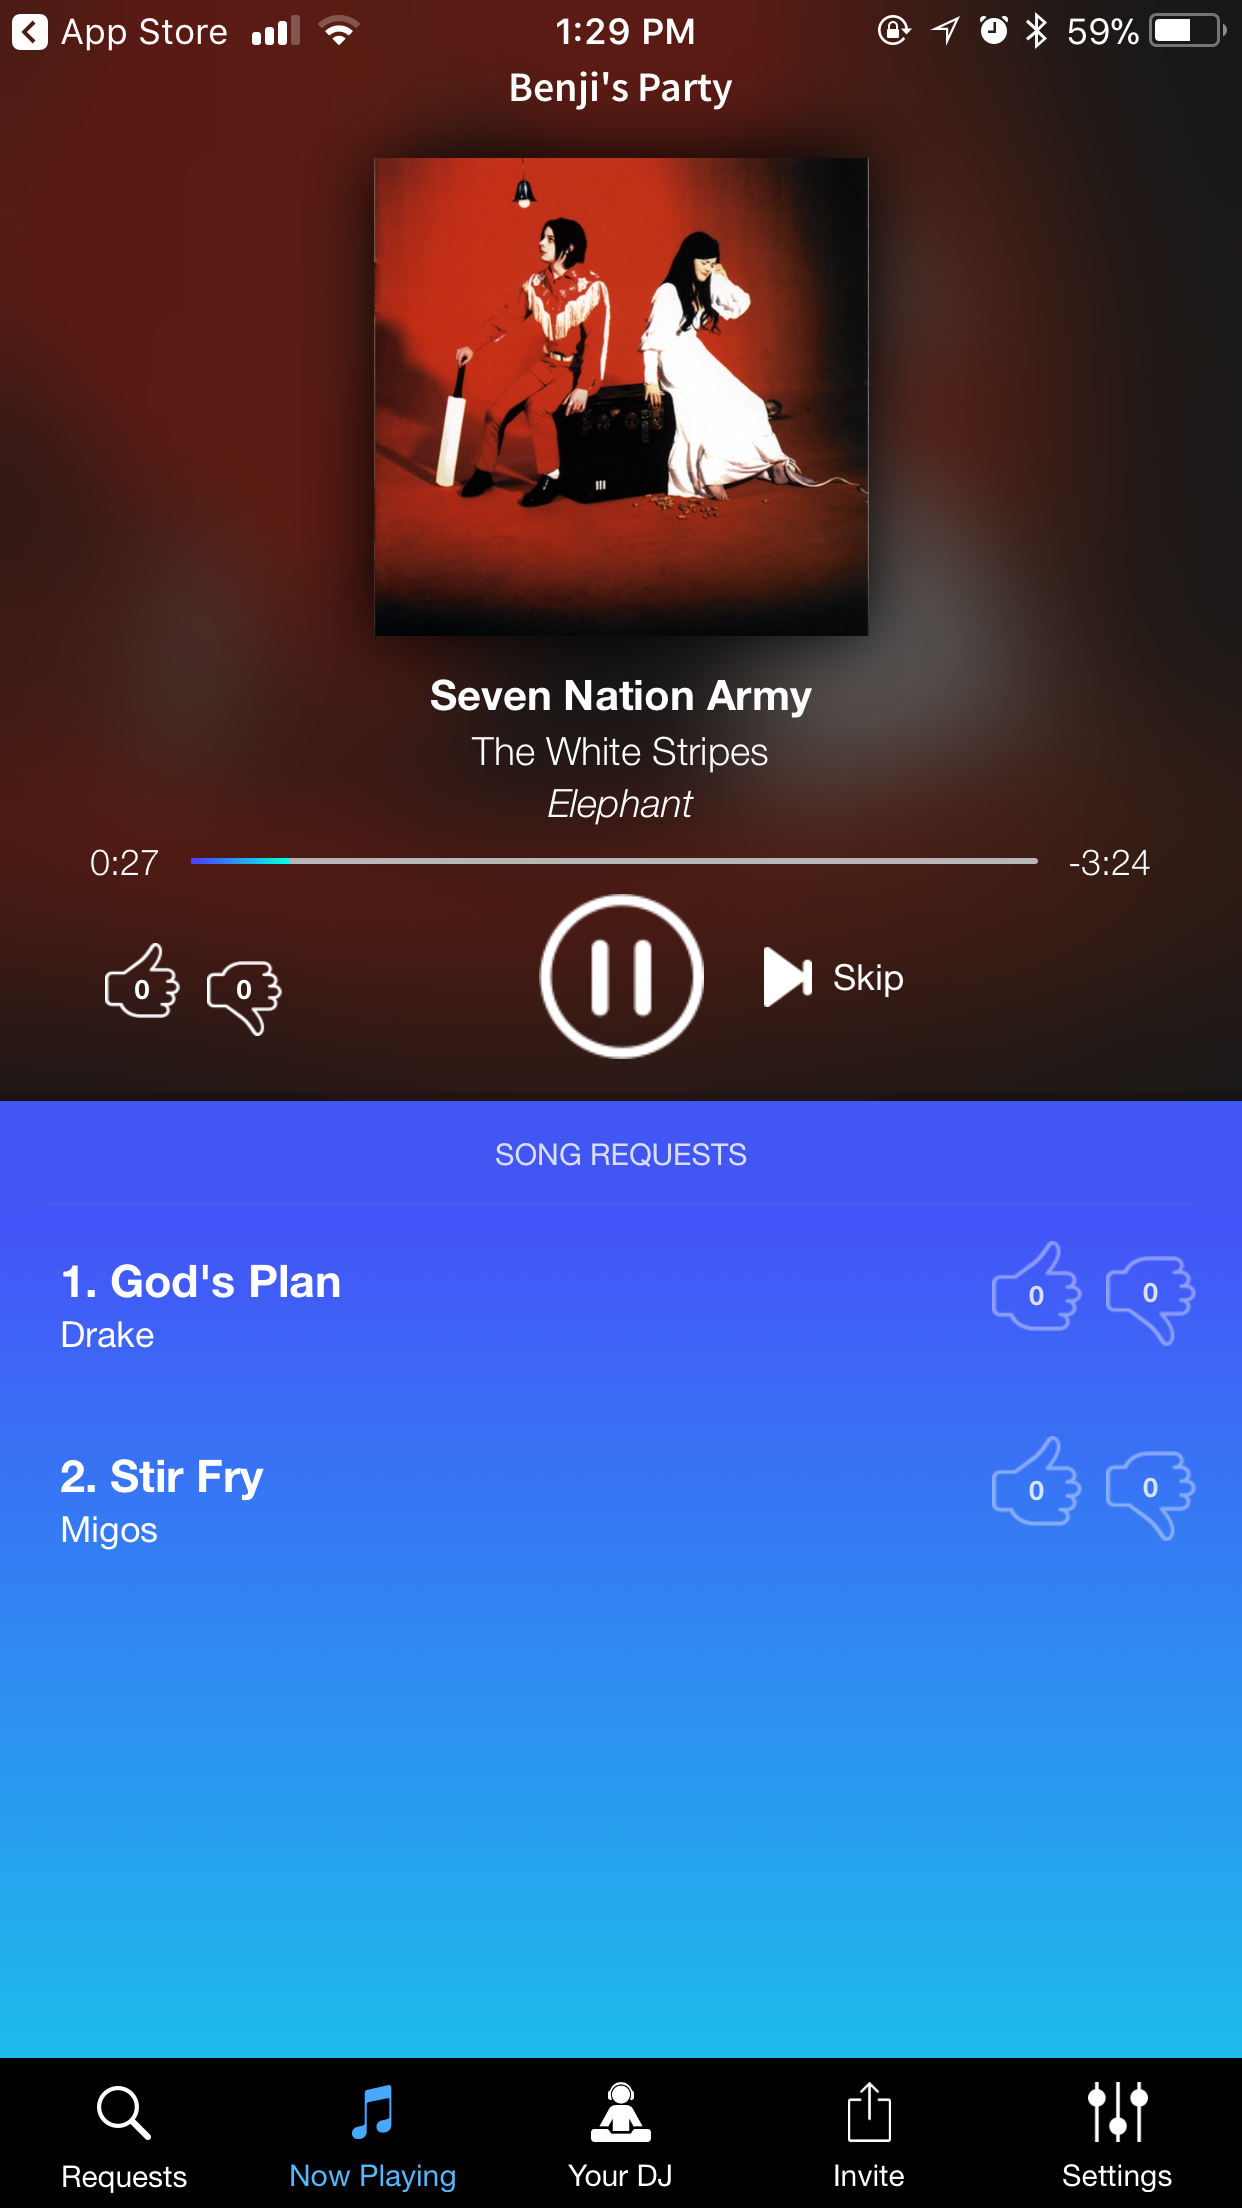 App Store
1:29 PM
59%
Benji's Party
Seven Nation Army
The White Stripes
Elephant
0:27
-3:24
0
0
Skip
SONG REQUESTS
1. God's Plan
Drake
0
0
2. Stir Fry
Migos
0
0
Requests
Now Playing
Your DJ
Invite
Settings